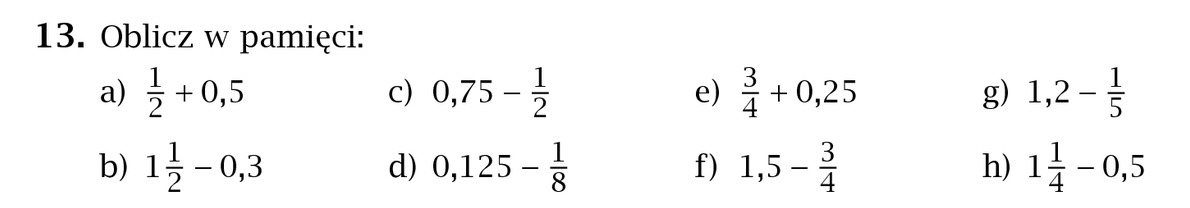 13. Oblicz w pamięci:
a) 1/2 + 0,5 c) 0,75 − 1/2 e) 3/4 + 0,25 g) 1,2 − 1/5
b) 1 1/2 − 0,3 d) 0,125 − 1/8 f) 1,5 − 3/4 h) 1 1/4 − 0,5